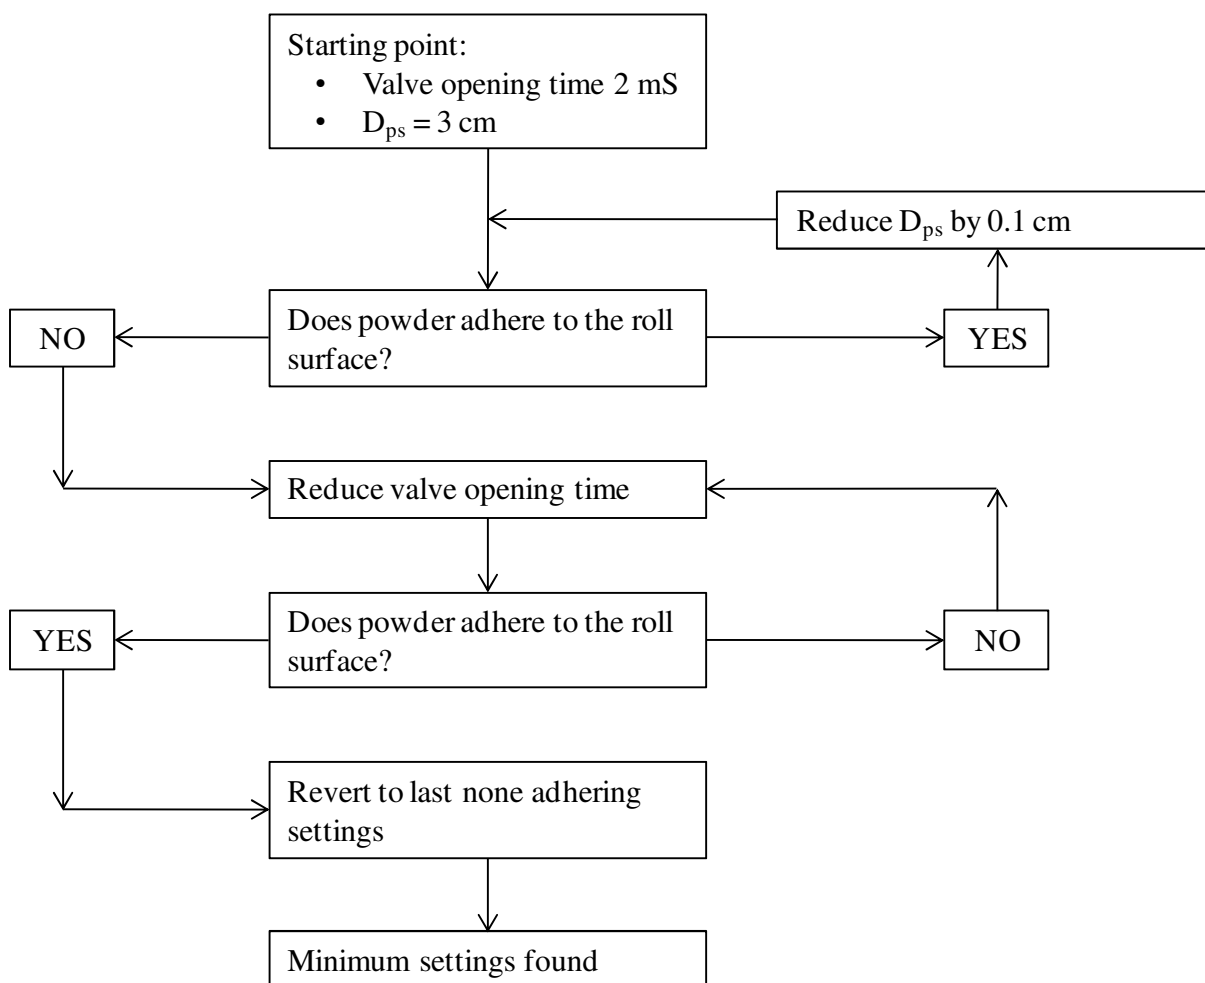 Starting point:
• Valve opening time 2 mS
• Dps = 3 cm
Reduce Dps by 0.1 cm
Does powder adhere to the roll
surface?
NO
YES
Reduce valve opening time
Does powder adhere to the roll
surface?
YES
NO
Revert to last none adhering
settings
Minimum settings found